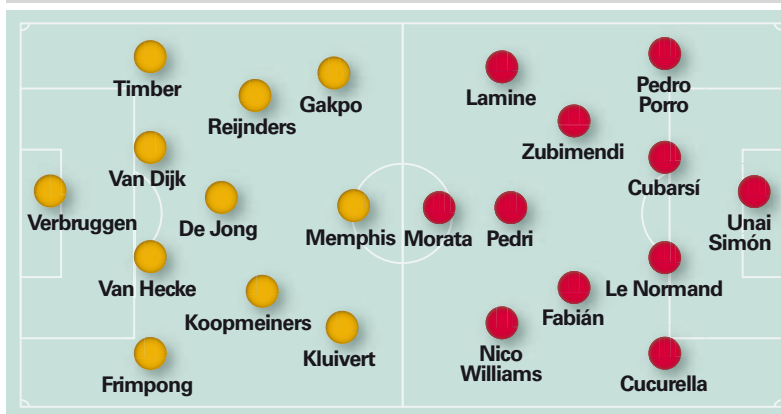 Timber
Reijnders
Gakpo
Van Dijk
Verbruggen
De Jong
Memphis
Van Hecke
Koopmeiners
Kluivert
Frimpong
Lamine
Pedro
Porro
Zubimendi
Cubarsí
Morata
Pedri
Unai
Simón
Le Normand
Fabián
Nico
Williams
Cucurella